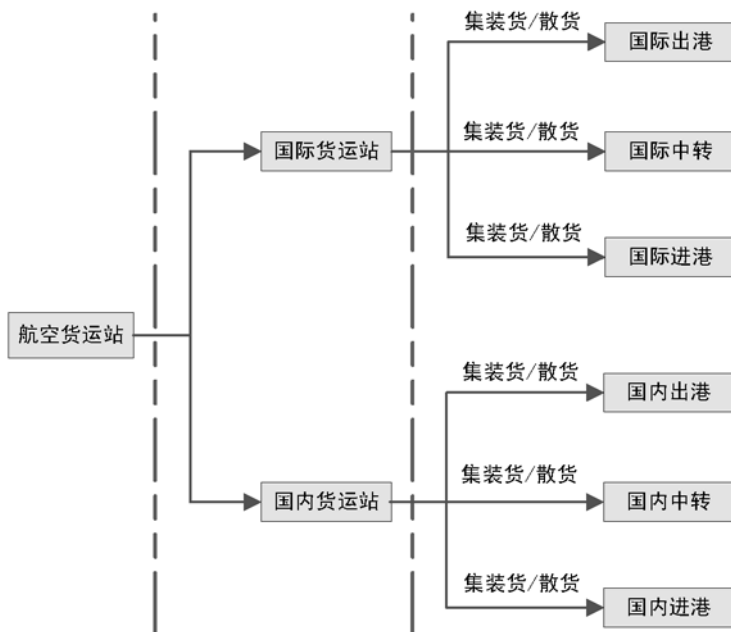 集装货/散货
国际出港
集装货/散货
国际货运站
国际中转
集装货/散货
国际进港
航空货运站
集装货/散货
国内出港
集装货/散货
国内货运站
国内中转
集装货/散货
国内进港